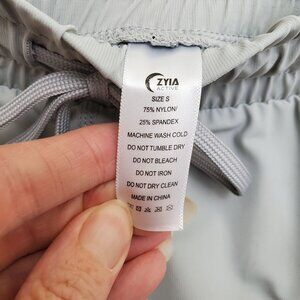 ZYIA
ACTIVE
SIZE S
75% NYLON/
25% SPANDEX
MACHINE WASH COLD
DO NOT TUMBLE DRY
DO NOT BLEACH
DO NOT IRON
DO NOT DRY CLEAN
MADE IN CHINA